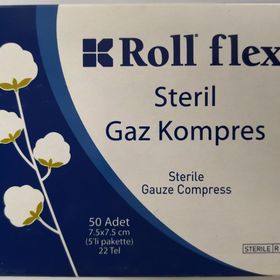 Roll® flex
Steril
Gaz Kompres
Sterile
Gauze Compress
50 Adet
7.5x7.5 cm
(5'li pakette)
22 Tel
STERILE R